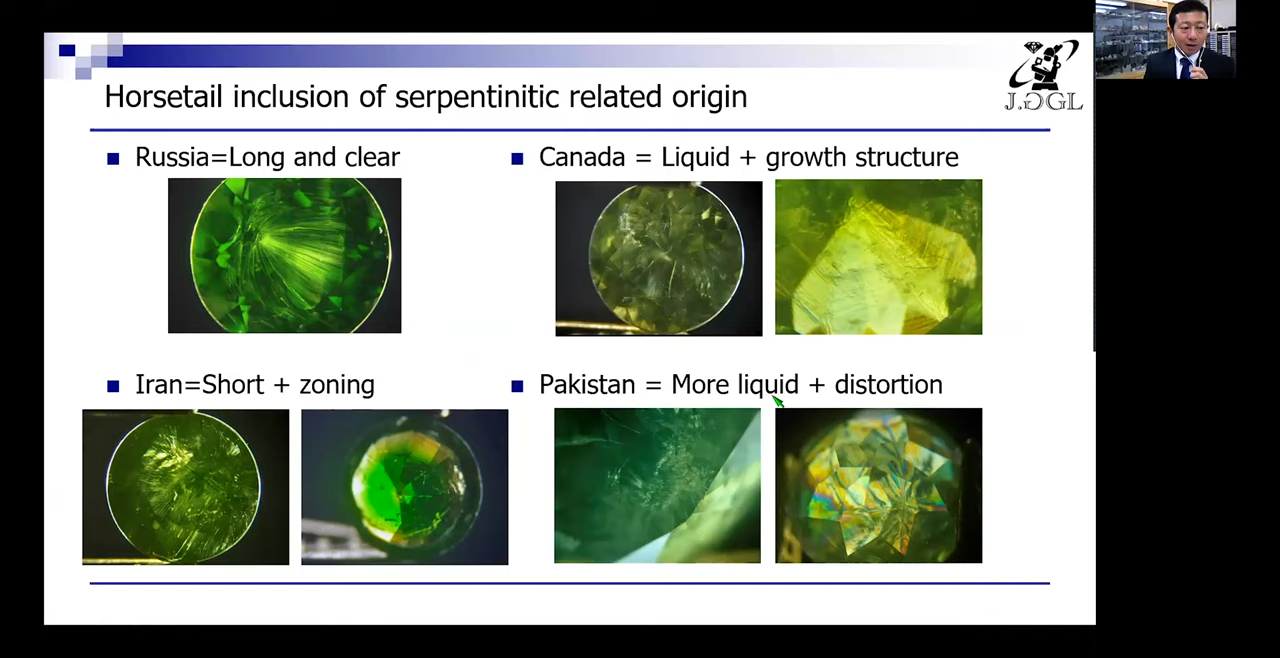 Horsetail inclusion of serpentinitic related origin
J.GGL
Russia=Long and clear
Canada = Liquid + growth structure
Iran=Short + zoning
Pakistan = More liquid + distortion